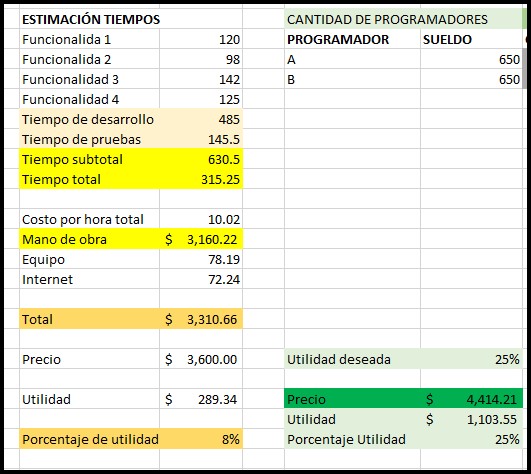 ESTIMACIÓN TIEMPOS CANTIDAD DE PROGRAMADORES
Funcionalida 1 120 PROGRAMADOR SUELDO
Funcionalida 2 98 A 650
Funcionalidad 3 142 B 650
Funcionalidad 4 125
Tiempo de desarrollo 485
Tiempo de pruebas 145.5
Tiempo subtotal 630.5
Tiempo total 315.25
Costo por hora total 10.02
Mano de obra $ 3,160.22
Equipo 78.19
Internet 72.24
Total $ 3,310.66
Precio $ 3,600.00 Utilidad deseada 25%
Utilidad $ 289.34 Precio $ 4,414.21
Utilidad $ 1,103.55
Porcentaje de utilidad 8% Porcentaje Utilidad 25%